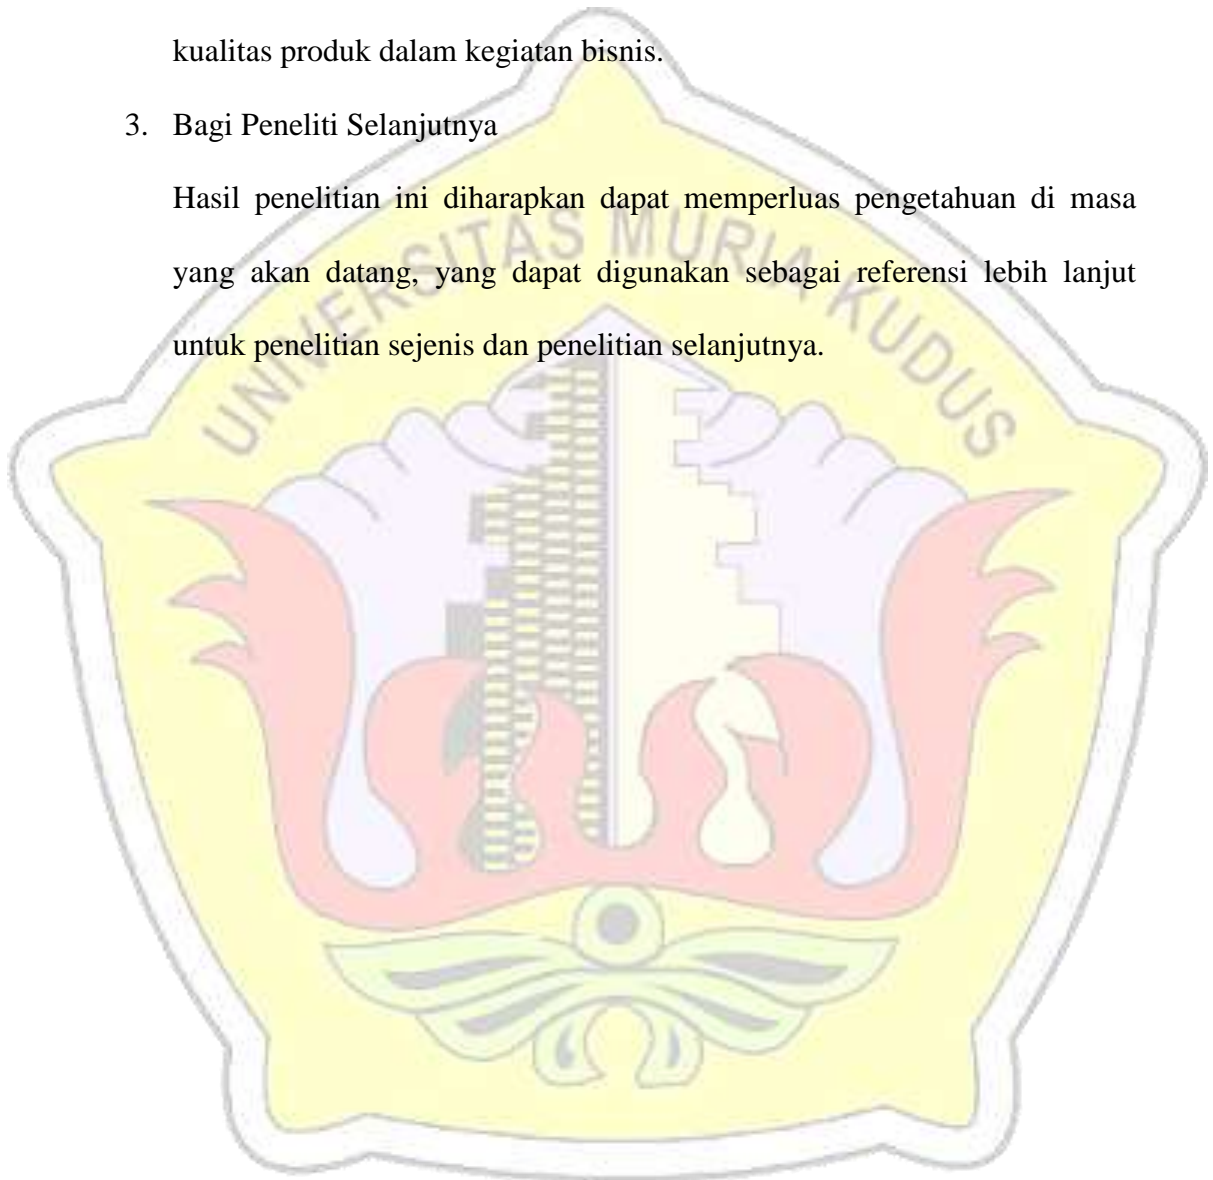 kualitas produk dalam kegiatan bisnis.
3. Bagi Peneliti Selanjutnya
Hasil penelitian ini diharapkan dapat memperluas pengetahuan di masa
yang akan datang, yang dapat digunakan sebagai referensi lebih lanjut
untuk penelitian sejenis dan penelitian selanjutnya.
UNIVERSITAS MURIA KUDUS